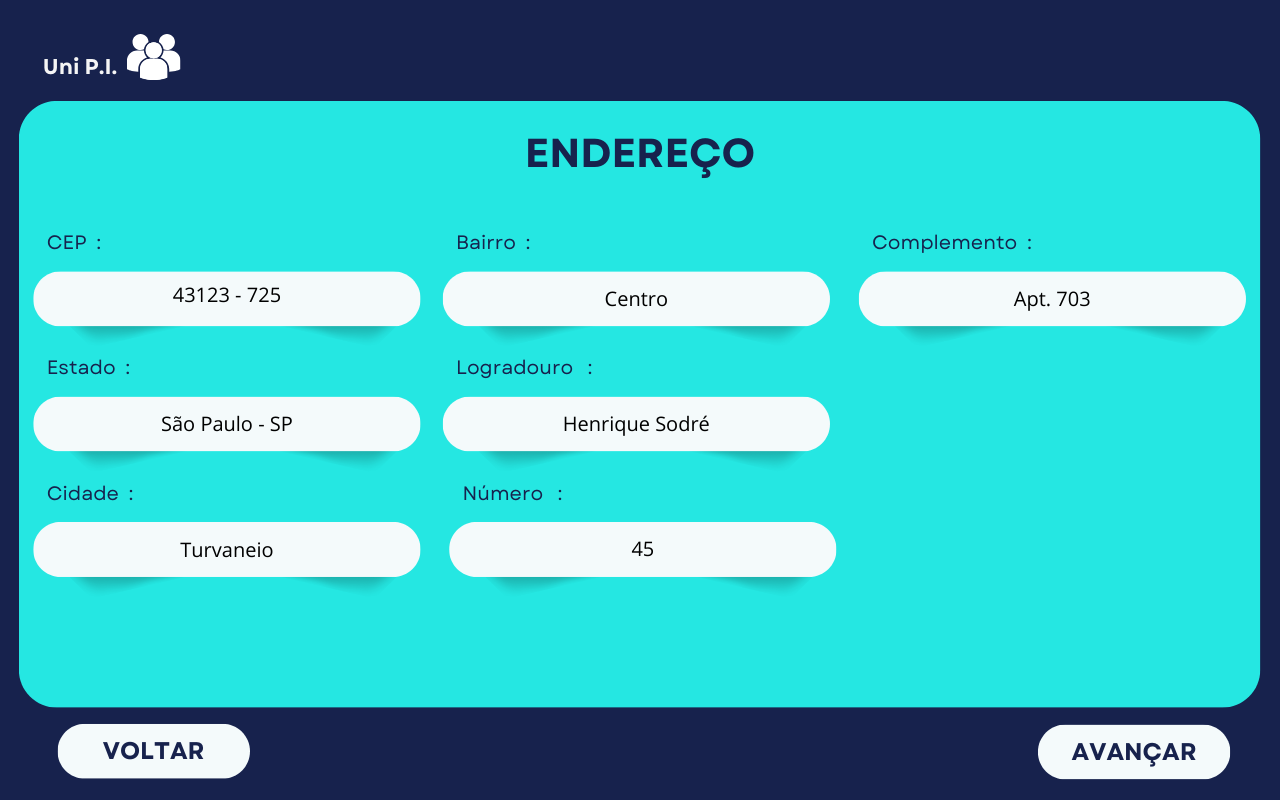 Uni P.I.
ENDEREÇO
CEP :
Bairro :
Complemento :
43123 - 725
Centro
Apt. 703
Estado :
Logradouro :
São Paulo - SP
Henrique Sodré
Cidade :
Número :
Turvaneio
45
VOLTAR
AVANÇAR